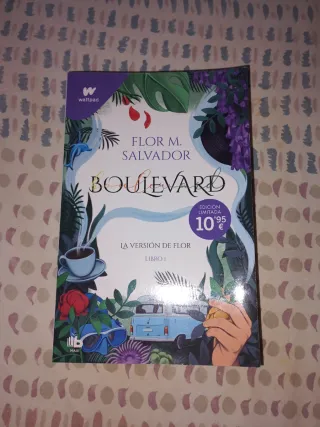 wattpad
FLOR M.
SALVADOR
BOULEVARD
EDICIÓN
LIMITADA
10'95
€
LA VERSIÓN DE FLOR
LIBRO 1